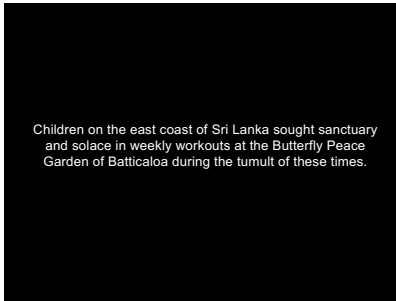 Children on the east coast of Sri Lanka sought sanctuary
and solace in weekly workouts at the Butterfly Peace
Garden of Batticaloa during the tumult of these times.